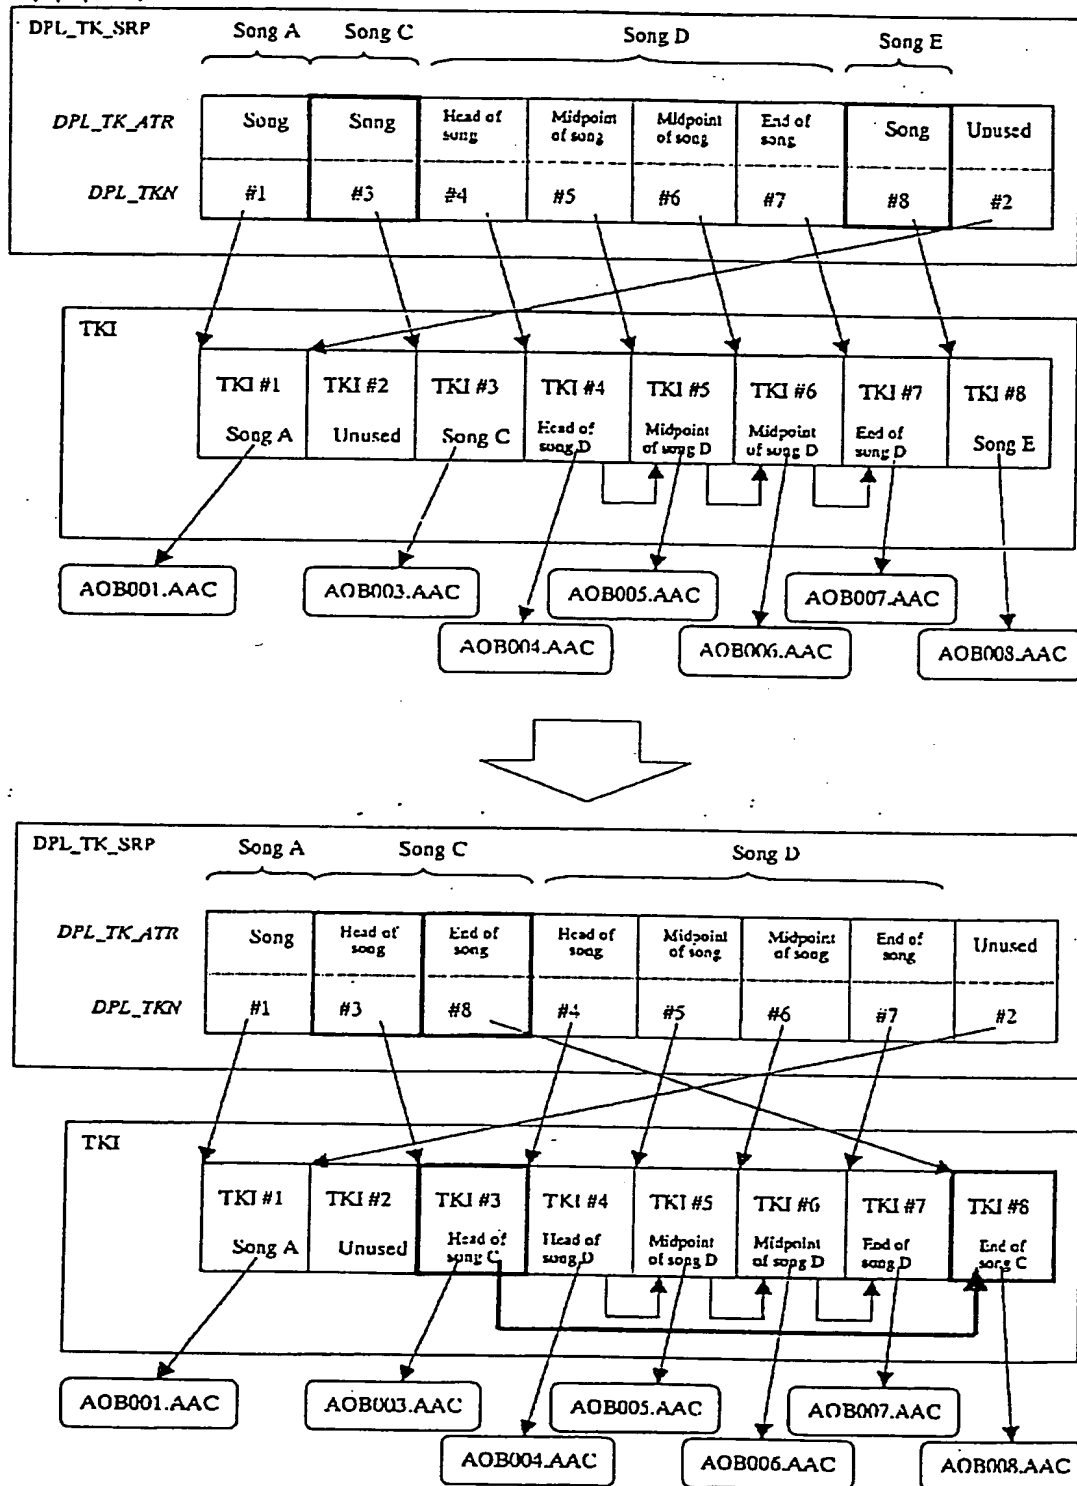 DPL_TK_SRP
Song A Song C Song D Song E
DPL_TK_ATR Song Song Head of song Midpoint of song Midpoint of song End of song Song Unused
DPL_TKN #1 #3 #4 #5 #6 #7 #8 #2
TKI
TKI #1 TKI #2 TKI #3 TKI #4 TKI #5 TKI #6 TKI #7 TKI #8
Song A Unused Song C Head of song D Midpoint of song D Midpoint of song D End of song D Song E
AOB001.AAC AOB003.AAC AOB005.AAC AOB007.AAC
AOB004.AAC AOB006.AAC AOB008.AAC
DPL_TK_SRP
Song A Song C Song D
DPL_TK_ATR Song Head of song End of song Head of song Midpoint of song Midpoint of song End of song Unused
DPL_TKN #1 #3 #8 #4 #5 #6 #7 #2
TKI
TKI #1 TKI #2 TKI #3 TKI #4 TKI #5 TKI #6 TKI #7 TKI #8
Song A Unused Head of song C Head of song D Midpoint of song D Midpoint of song D End of song D End of song C
AOB001.AAC AOB003.AAC AOB005.AAC AOB007.AAC
AOB004.AAC AOB006.AAC AOB008.AAC